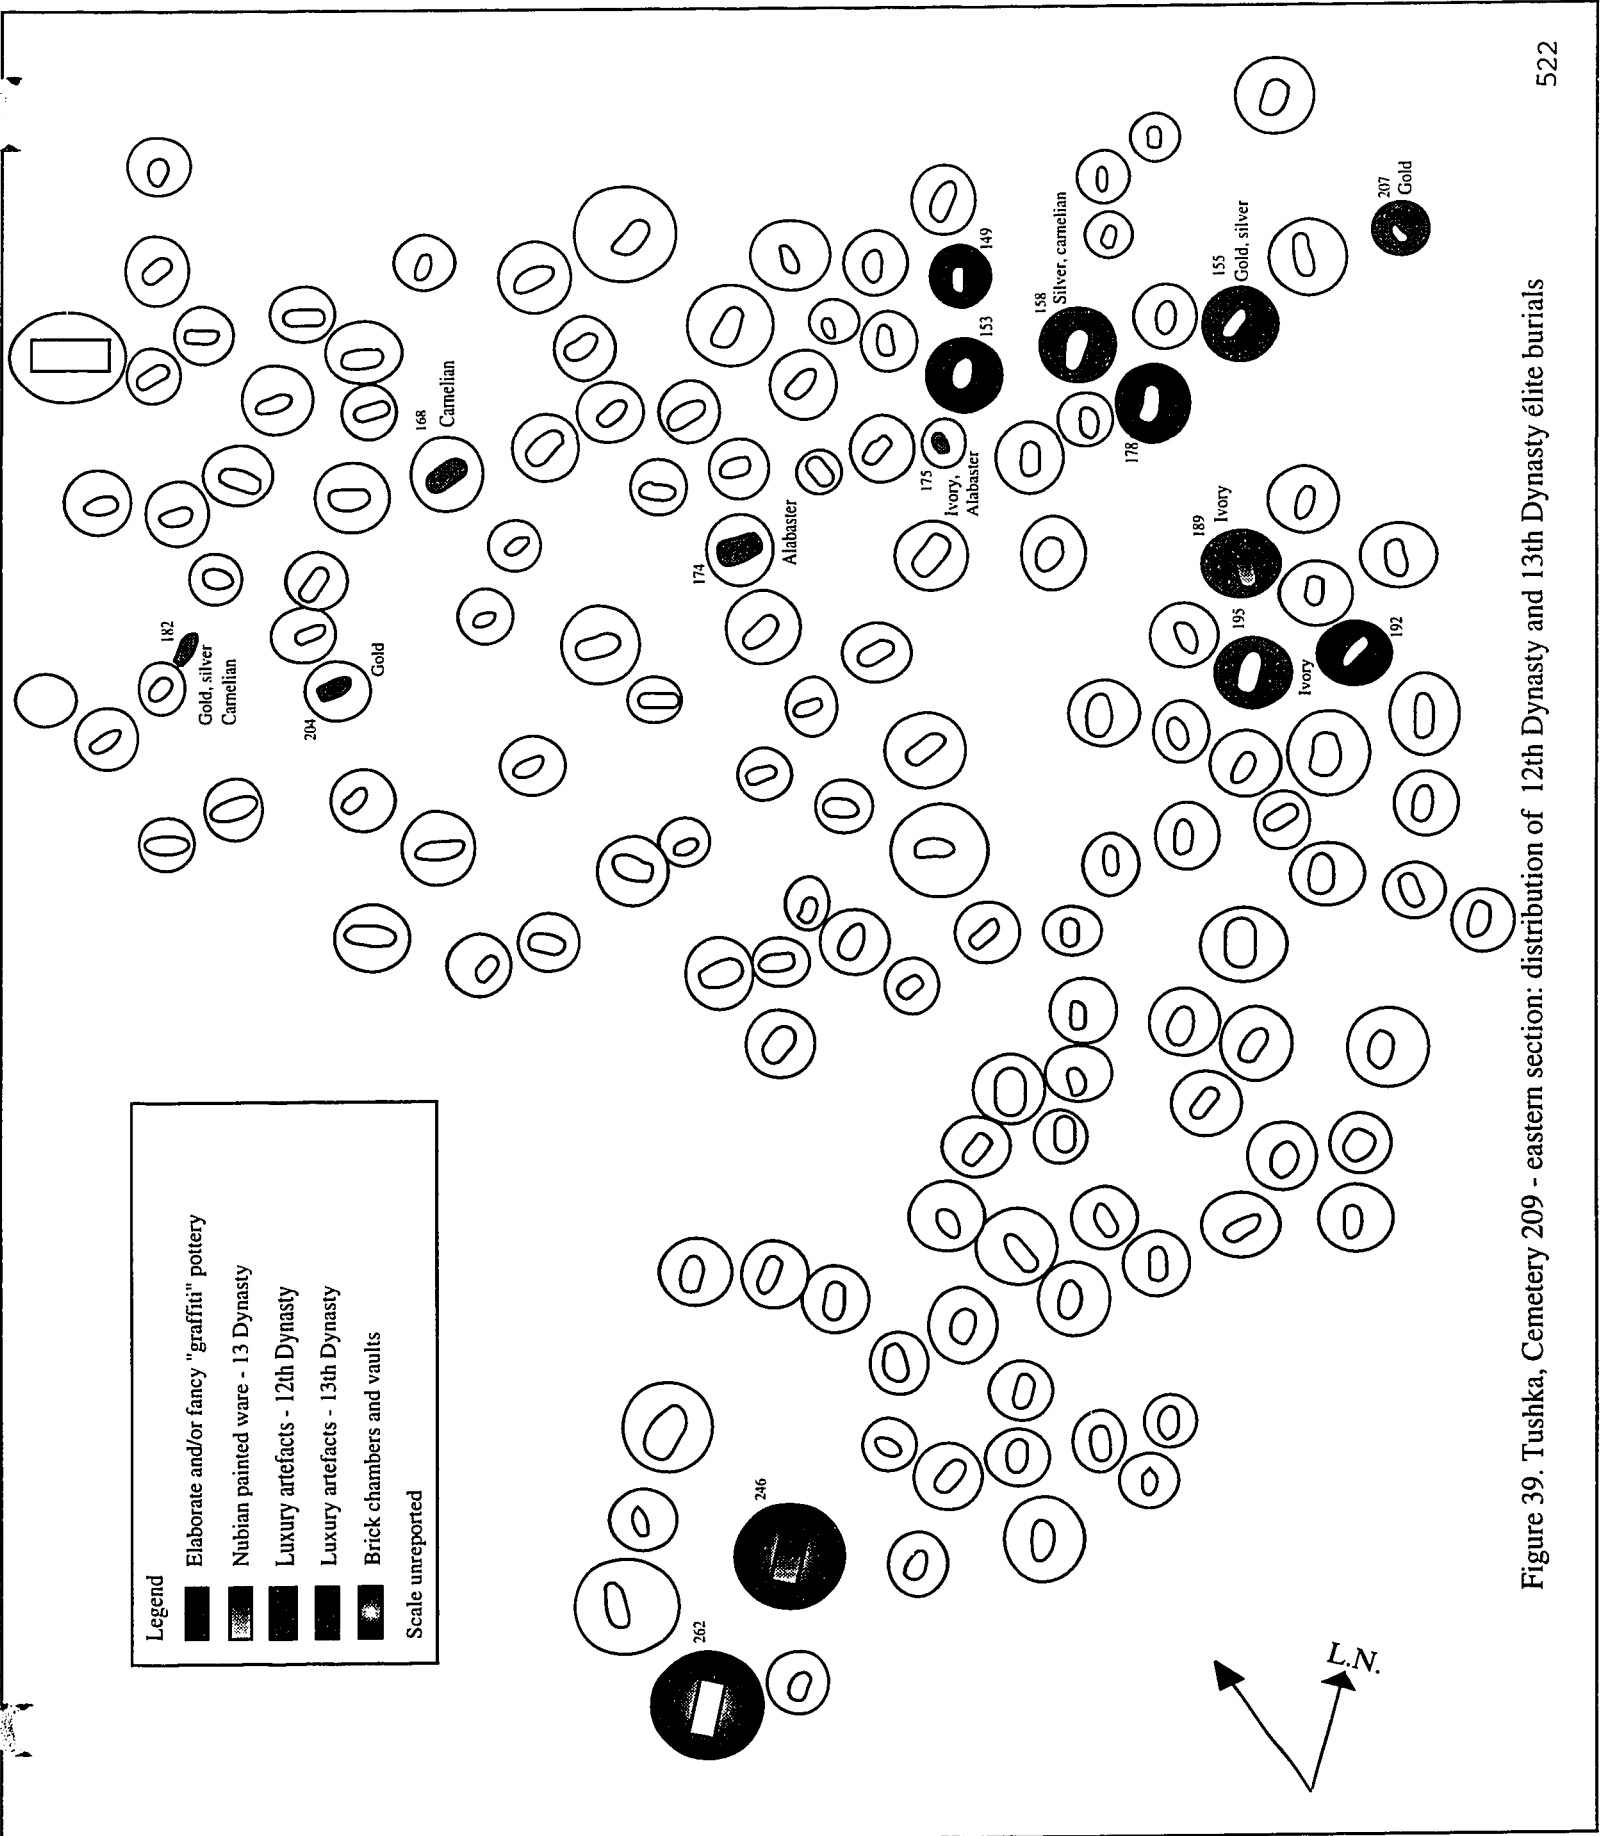 522
Legend
Elaborate and/or fancy "graffiti" pottery
Nubian painted ware - 13 Dynasty
Luxury artefacts - 12th Dynasty
Luxury artefacts - 13th Dynasty
Brick chambers and vaults
Scale unreported
182
Gold, silver
Carnelian
204
Gold
168
Carnelian
174
Alabaster
175
Ivory,
Alabaster
153
149
158
Silver, carnelian
178
155
Gold, silver
207
Gold
189
Ivory
195
Ivory
192
246
262
L.N.
Figure 39. Tushka, Cemetery 209 - eastern section: distribution of 12th Dynasty and 13th Dynasty élite burials